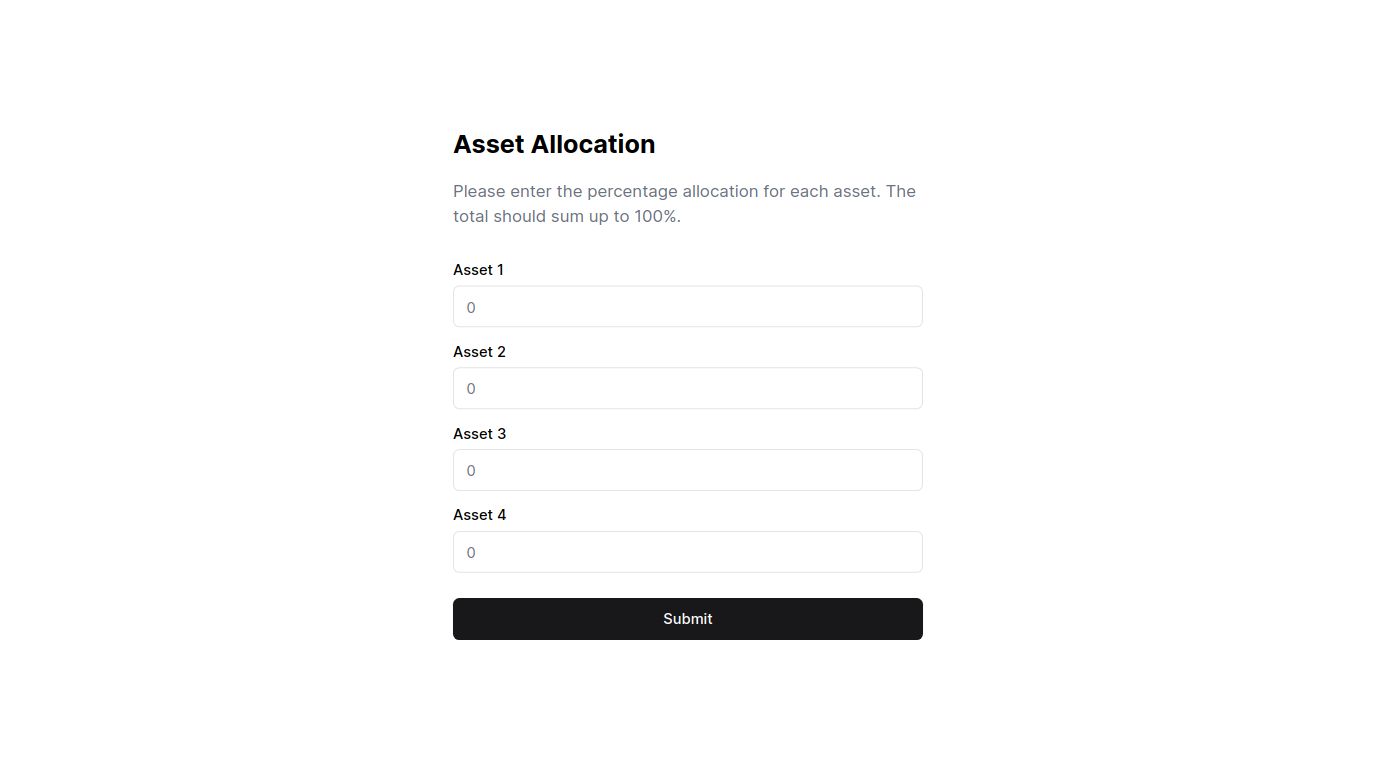 Asset Allocation
Please enter the percentage allocation for each asset. The
total should sum up to 100%.
Asset 1
0
Asset 2
0
Asset 3
0
Asset 4
0
Submit